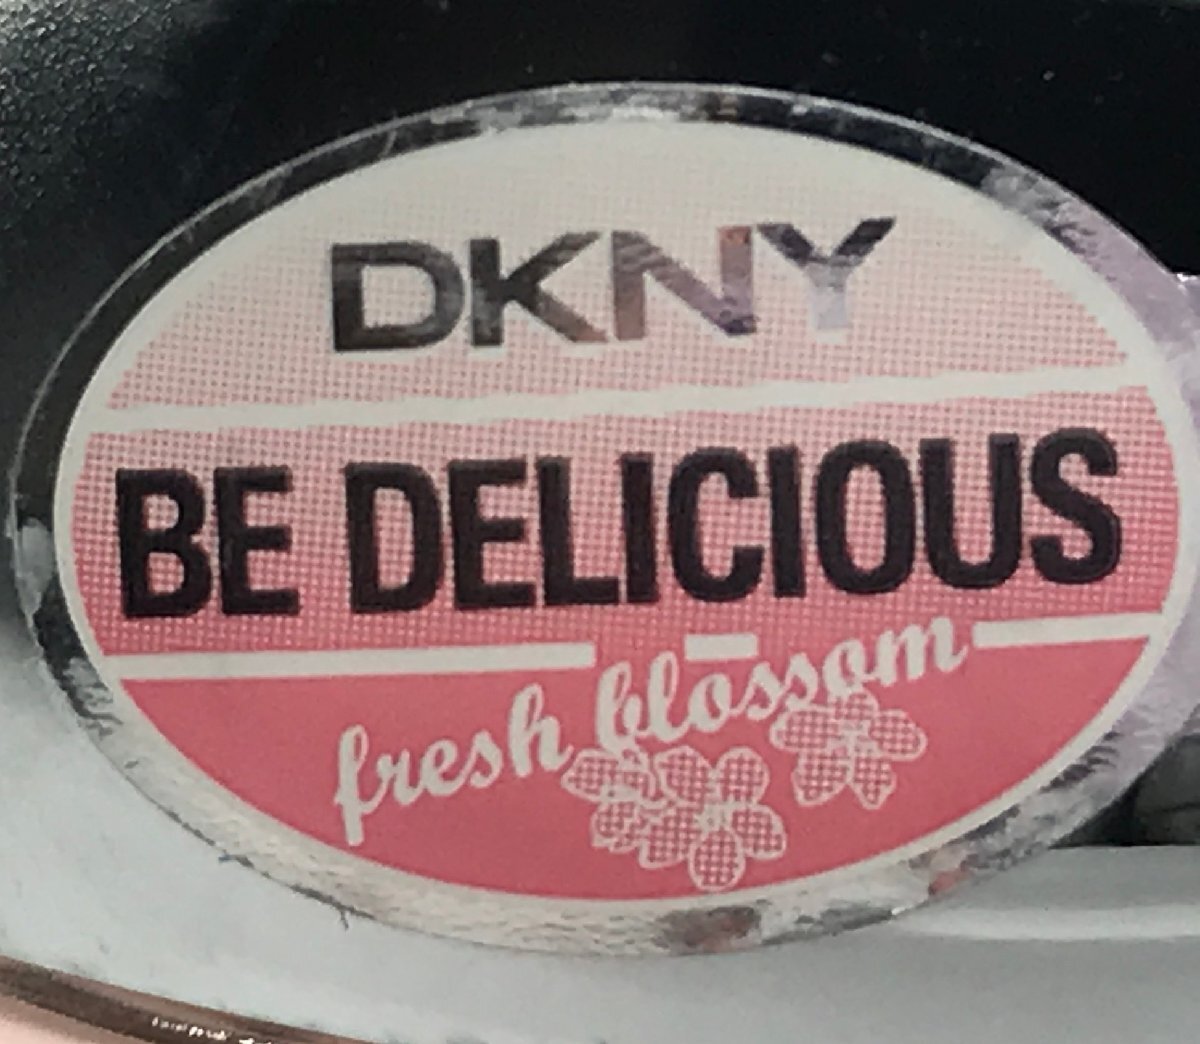 DKNY
BE DELICIOUS
fresh blossom